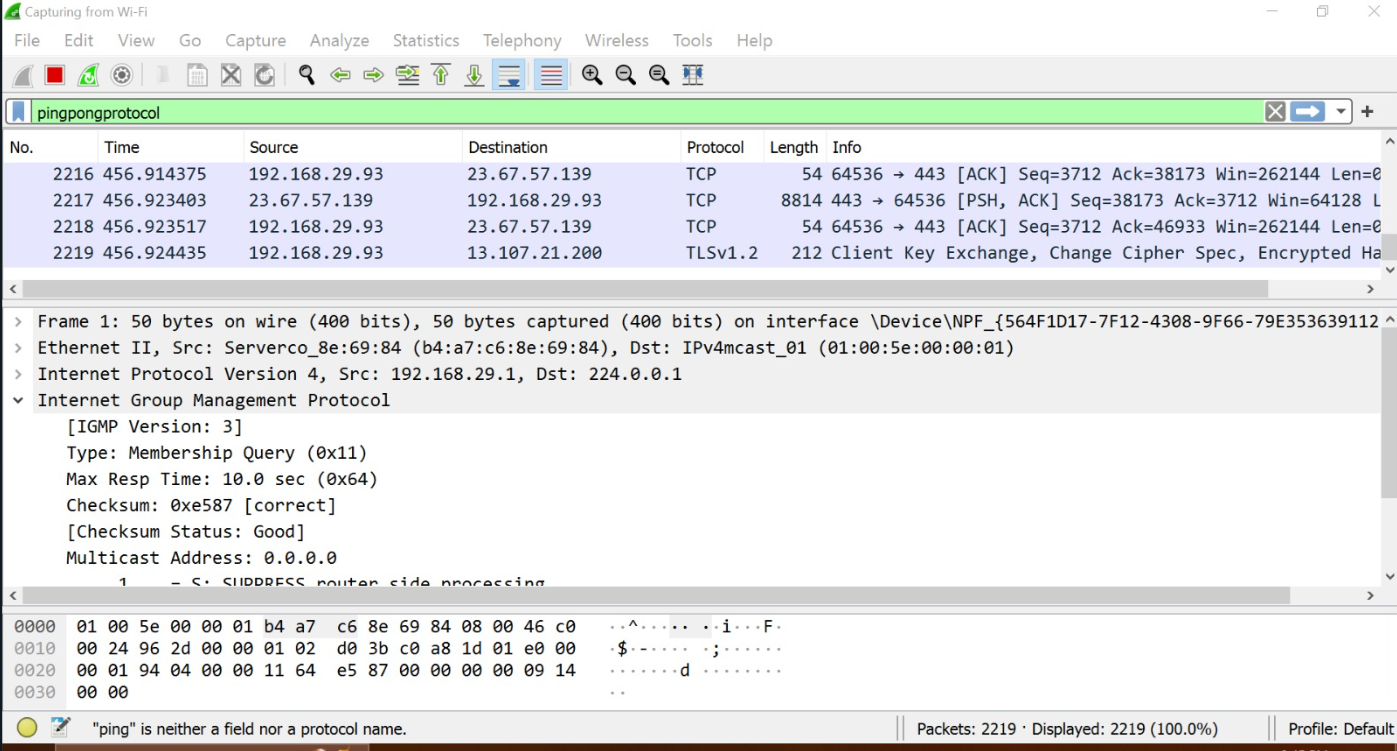 Capturing from Wi-Fi
File Edit View Go Capture Analyze Statistics Telephony Wireless Tools Help
pingpongprotocol
No. Time Source Destination Protocol Length Info
2216 456.914375 192.168.29.93 23.67.57.139 TCP 54 64536 → 443 [ACK] Seq=3712 Ack=38173 Win=262144 Len=0
2217 456.923403 23.67.57.139 192.168.29.93 TCP 8814 443 → 64536 [PSH, ACK] Seq=38173 Ack=3712 Win=64128 L
2218 456.923517 192.168.29.93 23.67.57.139 TCP 54 64536 → 443 [ACK] Seq=3712 Ack=46933 Win=262144 Len=0
2219 456.924435 192.168.29.93 13.107.21.200 TLSv1.2 212 Client Key Exchange, Change Cipher Spec, Encrypted Ha
Frame 1: 50 bytes on wire (400 bits), 50 bytes captured (400 bits) on interface \Device\NPF_{564F1D17-7F12-4308-9F66-79E353639112
Ethernet II, Src: Serverco_8e:69:84 (b4:a7:c6:8e:69:84), Dst: IPv4mcast_01 (01:00:5e:00:00:01)
Internet Protocol Version 4, Src: 192.168.29.1, Dst: 224.0.0.1
Internet Group Management Protocol
[IGMP Version: 3]
Type: Membership Query (0x11)
Max Resp Time: 10.0 sec (0x64)
Checksum: 0xe587 [correct]
[Checksum Status: Good]
Multicast Address: 0.0.0.0
.... 1... = S: SUPPRESS router side processing
0000 01 00 5e 00 00 01 b4 a7 c6 8e 69 84 08 00 46 c0 ··^····· ··i···F·
0010 00 24 96 2d 00 00 01 02 d0 3b c0 a8 1d 01 e0 00 ·$·-···· ·;······
0020 00 01 94 04 00 00 11 64 e5 87 00 00 00 00 09 14 ·······d ········
0030 00 00 ··
"ping" is neither a field nor a protocol name.
Packets: 2219 · Displayed: 2219 (100.0%)
Profile: Default